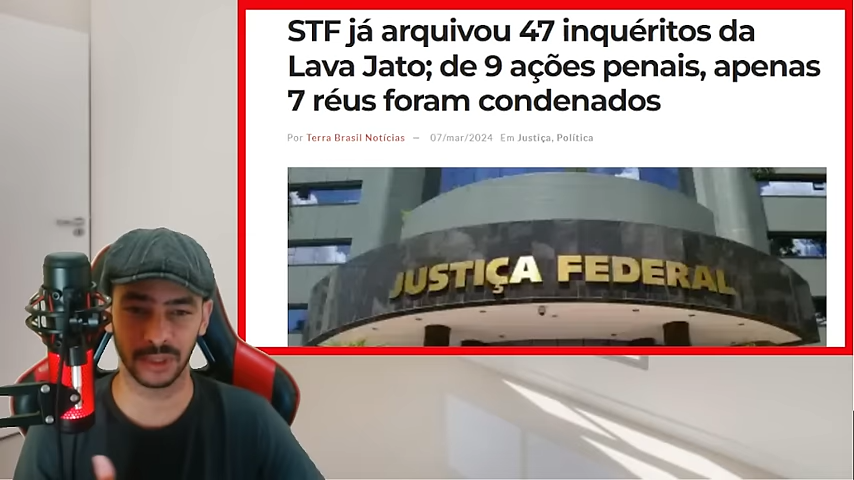 STF já arquivou 47 inquéritos da
Lava Jato; de 9 ações penais, apenas
7 réus foram condenados
Por Terra Brasil Notícias — 07/mar/2024 Em Justiça, Política
JUSTIÇA FEDERAL